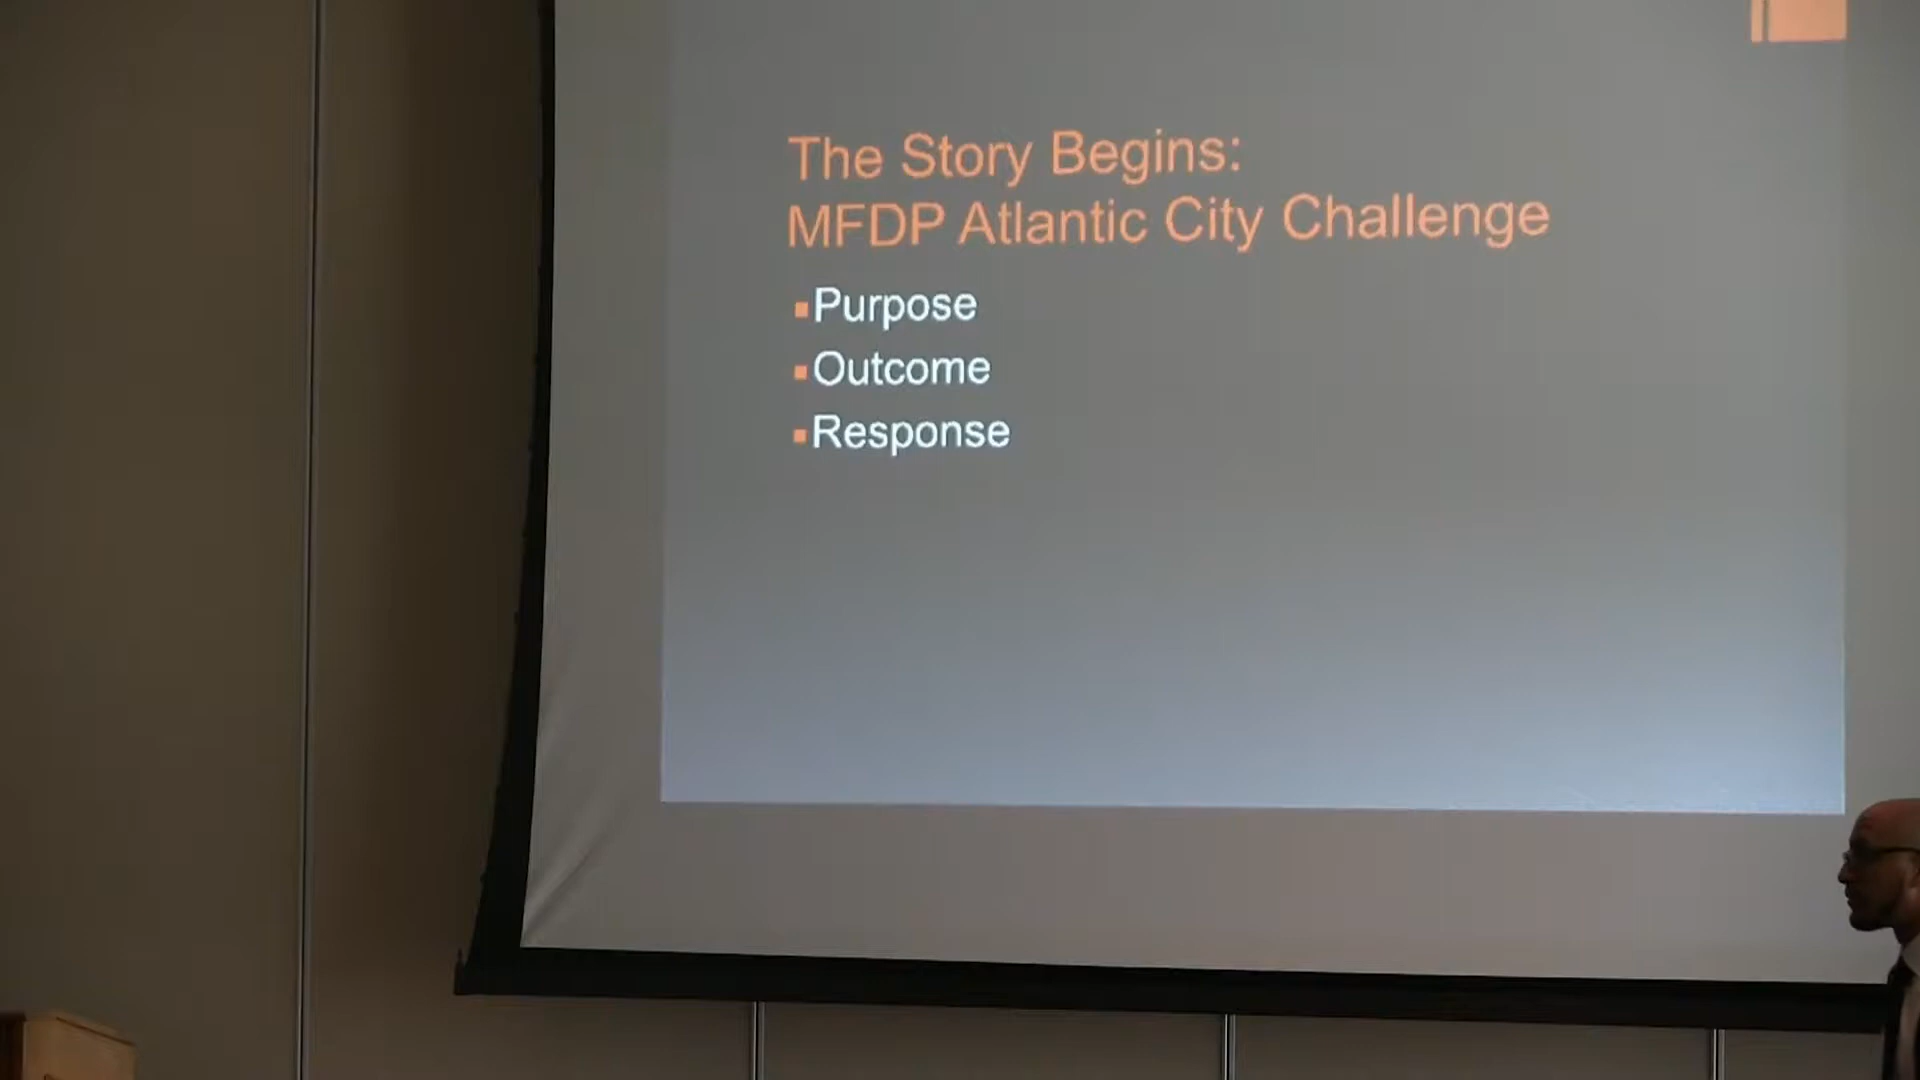 The Story Begins:
MFDP Atlantic City Challenge
Purpose
Outcome
Response